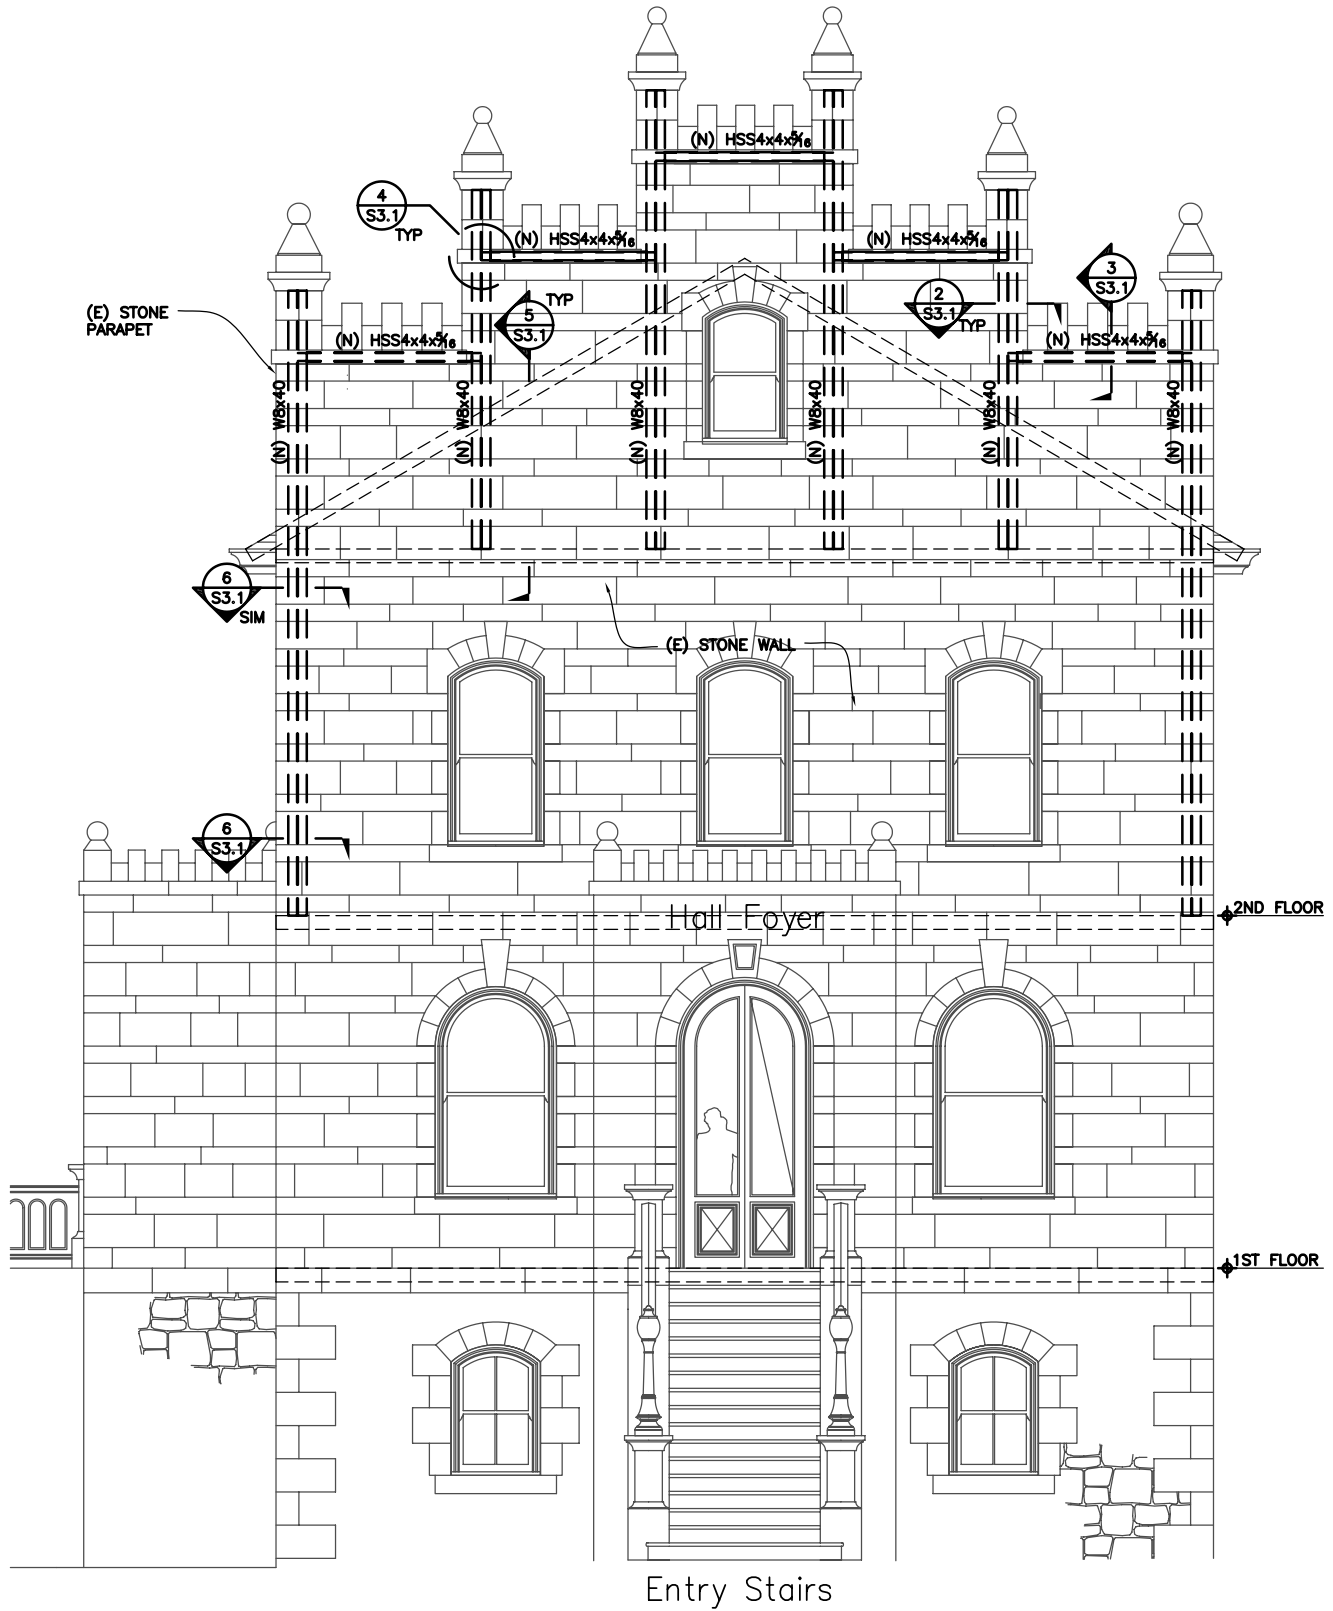 (N) HSS4x4x5/16
4
S3.1
TYP
(N) HSS4x4x5/16
(N) HSS4x4x5/16
3
S3.1
2
S3.1
TYP
TYP
5
S3.1
(E) STONE
PARAPET
(N) HSS4x4x5/16
(N) HSS4x4x5/16
(N) W8x40
(N) W8x40
(N) W8x40
(N) W8x40
(N) W8x40
(N) W8x40
6
S3.1
SIM
(E) STONE WALL
6
S3.1
Hall Foyer
2ND FLOOR
1ST FLOOR
Entry Stairs